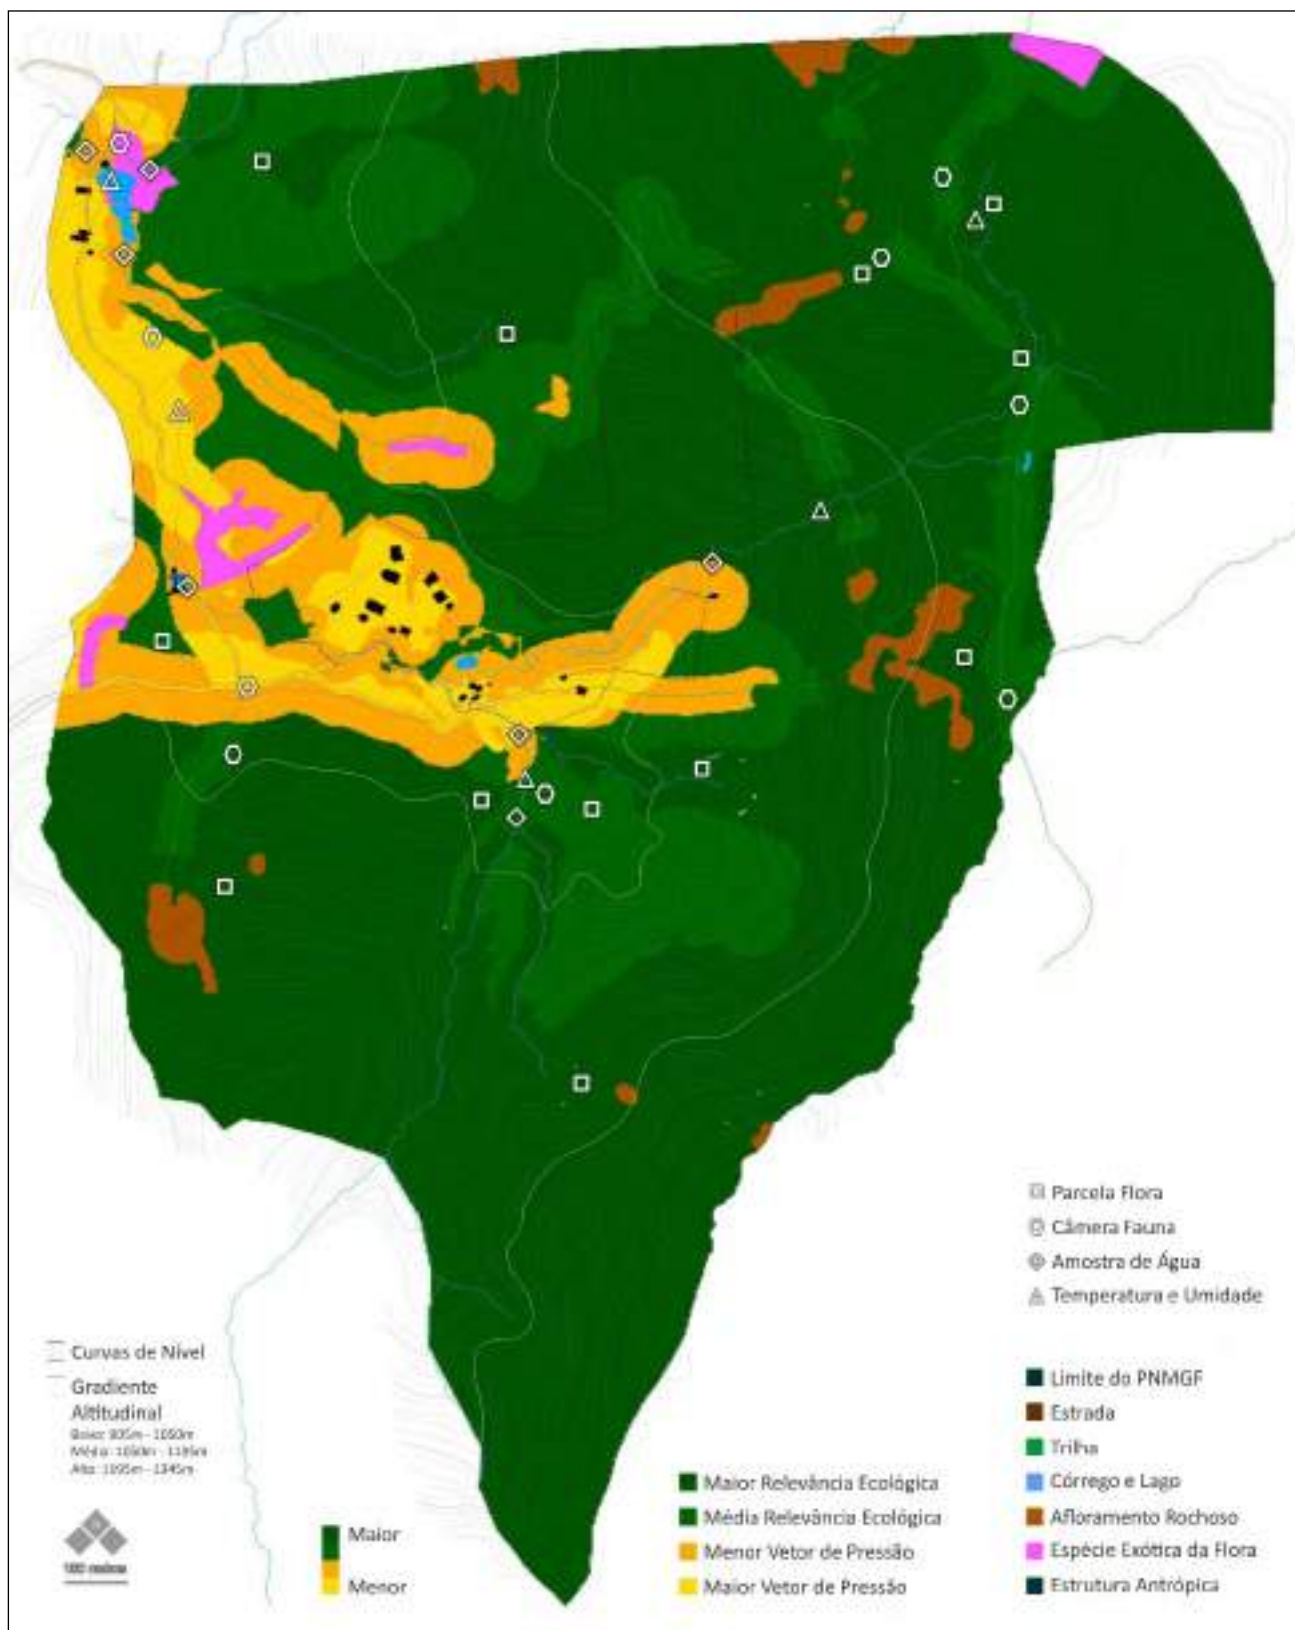 Parcela Flora
Câmera Fauna
Amostra de Água
Temperatura e Umidade
Curvas de Nível
Gradiente
Altitudinal
Limite do PNMGF
Estrada
Trilha
Córrego e Lago
Afloramento Rochoso
Espécie Exótica da Flora
Estrutura Antrópica
Maior Relevância Ecológica
Média Relevância Ecológica
Menor Vetor de Pressão
Maior Vetor de Pressão
Maior
Menor